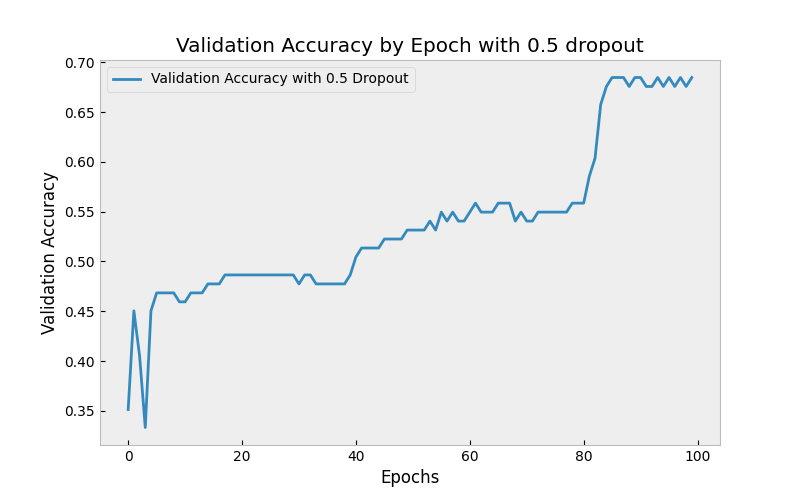 Validation Accuracy by Epoch with 0.5 dropout
Validation Accuracy with 0.5 Dropout
Validation Accuracy
0.70
0.65
0.60
0.55
0.50
0.45
0.40
0.35
0 20 40 60 80 100
Epochs